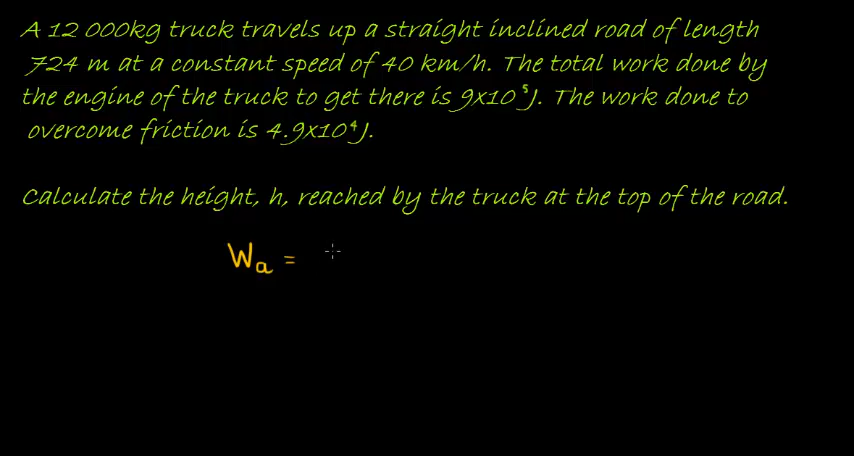 A 12 000kg truck travels up a straight inclined road of length
724 m at a constant speed of 40 km/h. The total work done by
the engine of the truck to get there is 9x10⁵J. The work done to
overcome friction is 4.9x10⁴J.
Calculate the height, h, reached by the truck at the top of the road.
Wₐ =